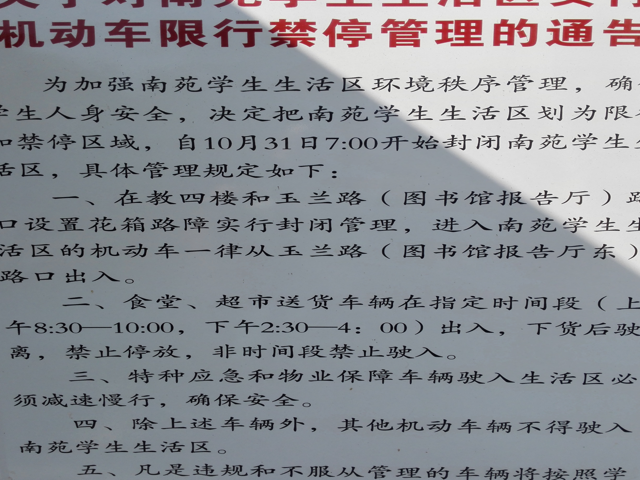 关于对南苑学生生活区实行
机动车限行禁停管理的通告
为加强南苑学生生活区环境秩序管理，确
学生人身安全，决定把南苑学生生活区划为限
和禁停区域，自10月31日7:00开始封闭南苑学生
活区，具体管理规定如下：
一、在教四楼和玉兰路（图书馆报告厅）路
口设置花箱路障实行封闭管理，进入南苑学生生
活区的机动车一律从玉兰路（图书馆报告厅东）
路口出入。
二、食堂、超市送货车辆在指定时间段（上
午8:30—10:00，下午2:30—4：00）出入，下货后驶
离，禁止停放，非时间段禁止驶入。
三、特种应急和物业保障车辆驶入生活区必
须减速慢行，确保安全。
四、除上述车辆外，其他机动车辆不得驶入
南苑学生生活区。
五、凡是违规和不服从管理的车辆将按照学